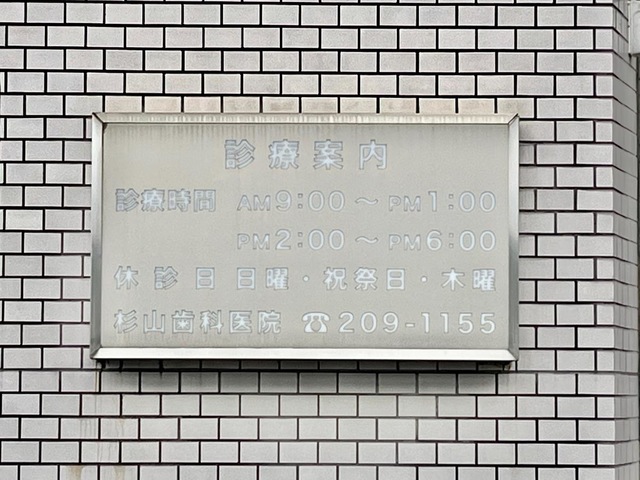 診療案内
診療時間 AM9:00～PM1:00
PM2:00～PM6:00
休診日 日曜・祝祭日・木曜
杉山歯科医院 ☎209-1155